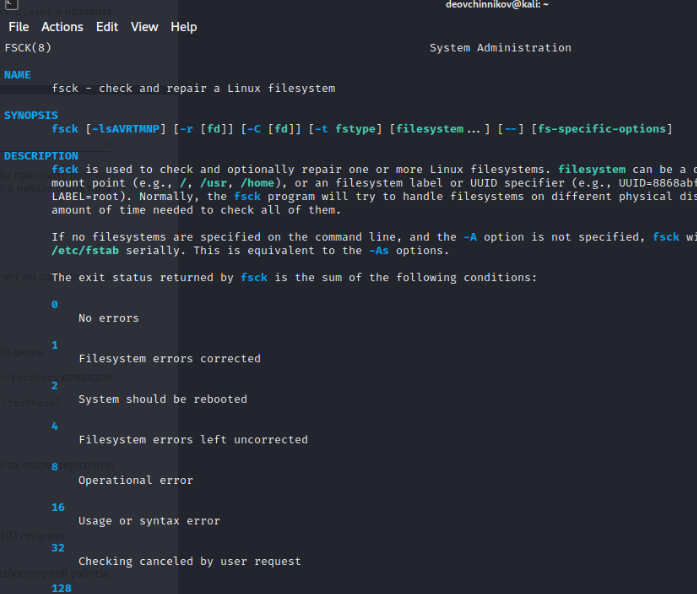 deovchinnikov@kali: ~
File Actions Edit View Help
FSCK(8) System Administration
NAME
fsck - check and repair a Linux filesystem
SYNOPSIS
fsck [-lsAVRTMNP] [-r [fd]] [-C [fd]] [-t fstype] [filesystem...] [--] [fs-specific-options]
DESCRIPTION
fsck is used to check and optionally repair one or more Linux filesystems. filesystem can be a
mount point (e.g., /, /usr, /home), or an filesystem label or UUID specifier (e.g., UUID=8868abf
LABEL=root). Normally, the fsck program will try to handle filesystems on different physical dis
amount of time needed to check all of them.
If no filesystems are specified on the command line, and the -A option is not specified, fsck wi
/etc/fstab serially. This is equivalent to the -As options.
The exit status returned by fsck is the sum of the following conditions:
0
No errors
1
Filesystem errors corrected
2
System should be rebooted
4
Filesystem errors left uncorrected
8
Operational error
16
Usage or syntax error
32
Checking canceled by user request
128